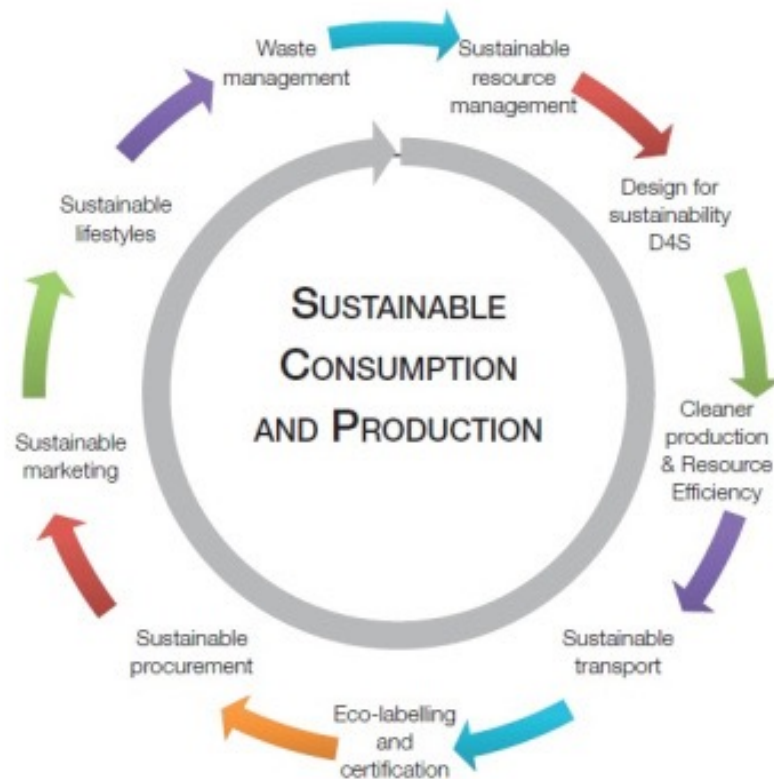 Waste
management
Sustainable
resource
management
Design for
sustainability
D4S
Cleaner
production
& Resource
Efficiency
Sustainable
transport
Eco-labelling
and
certification
Sustainable
procurement
Sustainable
marketing
Sustainable
lifestyles
SUSTAINABLE
CONSUMPTION
AND PRODUCTION